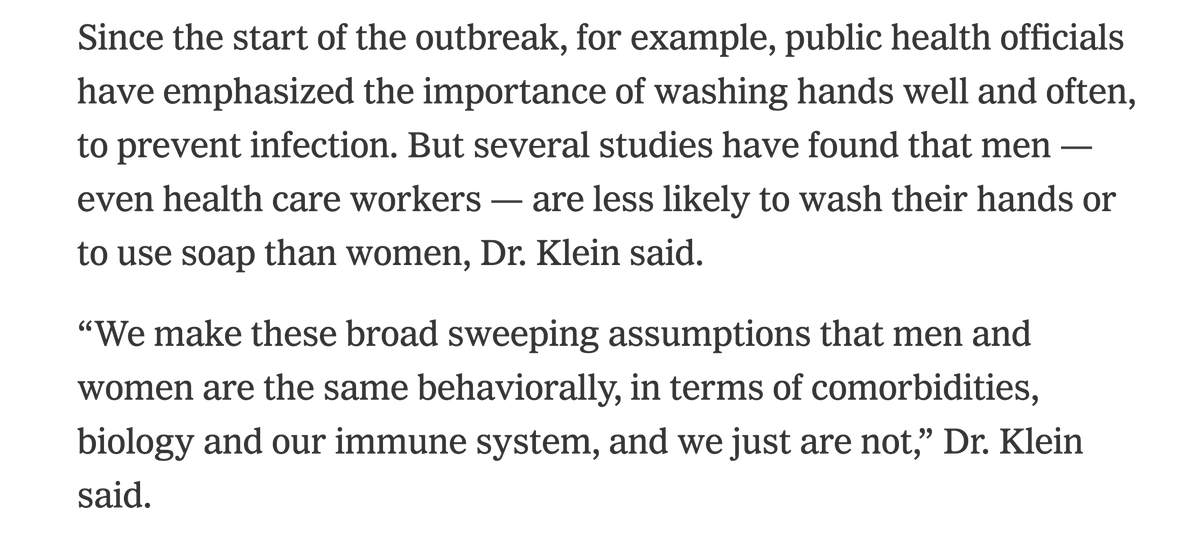 Since the start of the outbreak, for example, public health officials
have emphasized the importance of washing hands well and often,
to prevent infection. But several studies have found that men —
even health care workers — are less likely to wash their hands or
to use soap than women, Dr. Klein said.
“We make these broad sweeping assumptions that men and
women are the same behaviorally, in terms of comorbidities,
biology and our immune system, and we just are not,” Dr. Klein
said.